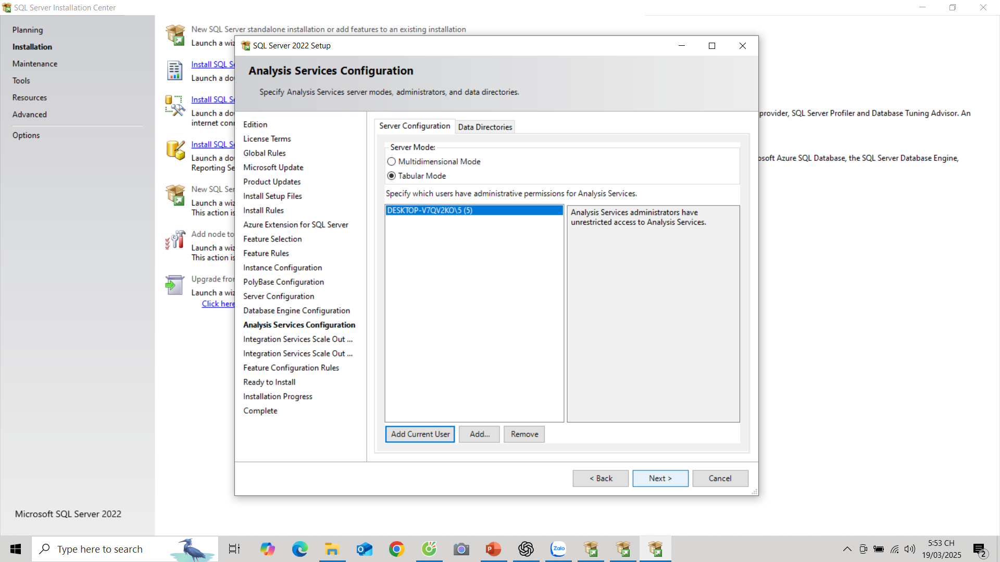 SQL Server Installation Center
Planning
Installation
Maintenance
Tools
Resources
Advanced
Options
Microsoft SQL Server 2022
New SQL Server standalone installation or add features to an existing installation
Launch a wiz
Install SQL Se
Launch a do
Install SQL Se
Launch a do
internet conn
provider, SQL Server Profiler and Database Tuning Advisor. An
Install SQL Se
Launch a do
Reporting Se
osoft Azure SQL Database, the SQL Server Database Engine,
New SQL Ser
Launch a wiz
This action is
Add node to
Launch a wiz
This action is
Upgrade from
Launch a wiz
Click here
SQL Server 2022 Setup
Analysis Services Configuration
Specify Analysis Services server modes, administrators, and data directories.
Edition
License Terms
Global Rules
Microsoft Update
Product Updates
Install Setup Files
Install Rules
Azure Extension for SQL Server
Feature Selection
Feature Rules
Instance Configuration
PolyBase Configuration
Server Configuration
Database Engine Configuration
Analysis Services Configuration
Integration Services Scale Out ...
Integration Services Scale Out ...
Feature Configuration Rules
Ready to Install
Installation Progress
Complete
Server Configuration
Data Directories
Server Mode:
Multidimensional Mode
Tabular Mode
Specify which users have administrative permissions for Analysis Services.
DESKTOP-V7QV2KO\5 (5)
Analysis Services administrators have
unrestricted access to Analysis Services.
Add Current User
Add...
Remove
< Back
Next >
Cancel
Type here to search
Zalo
5:53 CH
19/03/2025
2